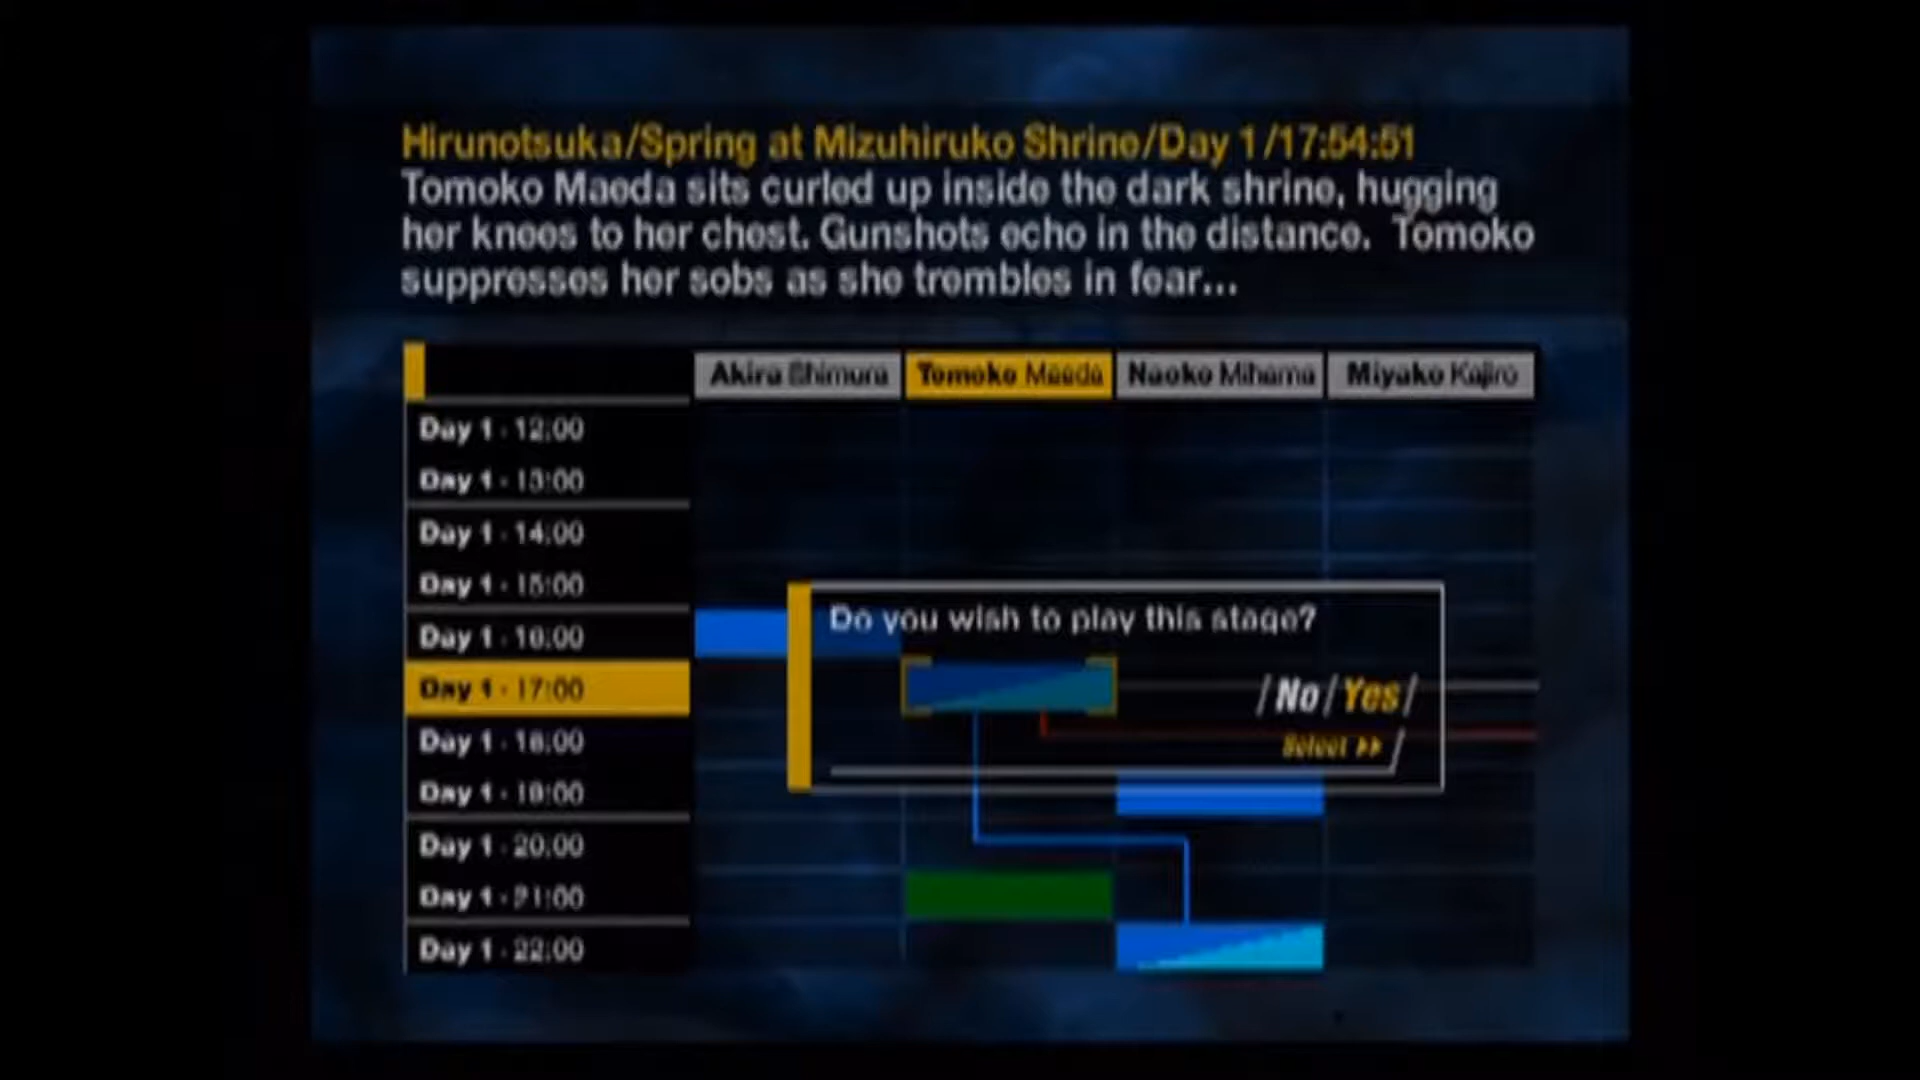 Hirunotsuka/Spring at Mizuhiruko Shrine/Day 1/17:54:51
Tomoko Maeda sits curled up inside the dark shrine, hugging
her knees to her chest. Gunshots echo in the distance. Tomoko
suppresses her sobs as she trembles in fear...
Akira Shimura Tomoko Maeda Naoko Mihama Miyako Kajiro
Day 1 - 12:00
Day 1 - 13:00
Day 1 - 14:00
Day 1 - 15:00
Day 1 - 16:00
Day 1 - 17:00
Day 1 - 18:00
Day 1 - 19:00
Day 1 - 20:00
Day 1 - 21:00
Day 1 - 22:00
Do you wish to play this stage?
/No/Yes/
Select